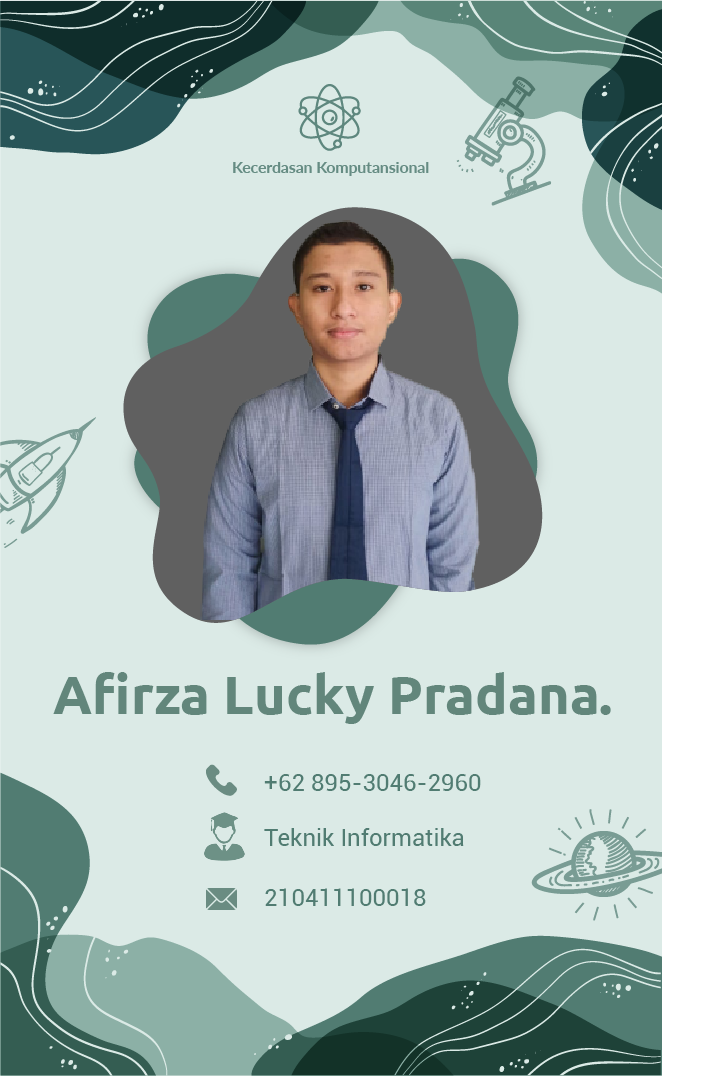 Kecerdasan Komputansional
Afirza Lucky Pradana.
+62 895-3046-2960
Teknik Informatika
210411100018